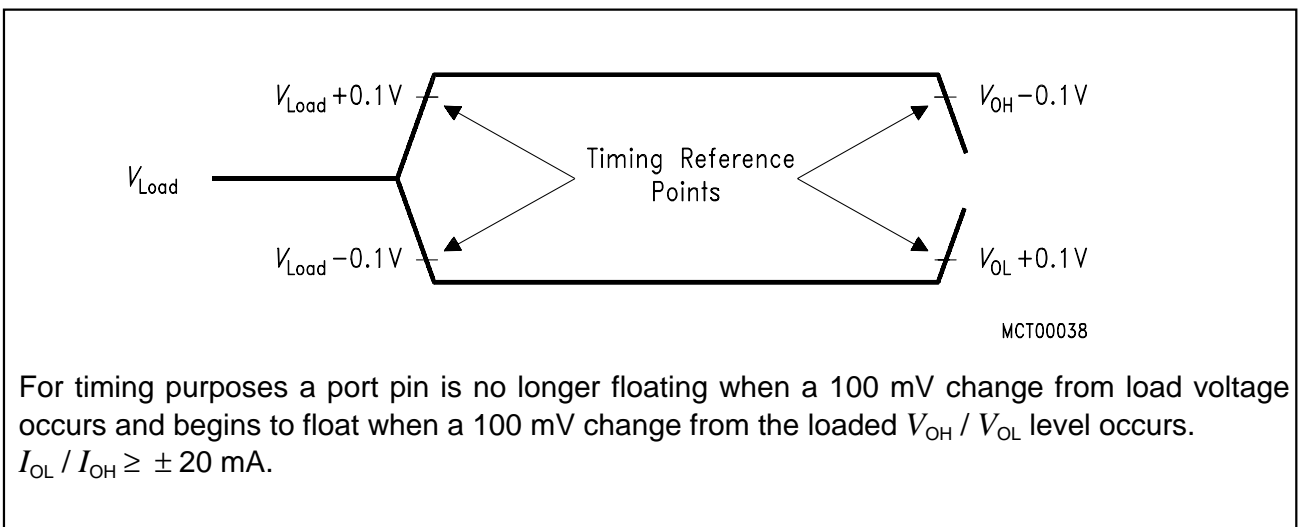 V_Load +0.1V
V_OH −0.1V
Timing Reference
Points
V_Load
V_Load −0.1V
V_OL +0.1V
MCT00038
For timing purposes a port pin is no longer floating when a 100 mV change from load voltage
occurs and begins to float when a 100 mV change from the loaded V_OH / V_OL level occurs.
I_OL / I_OH ≥ ± 20 mA.